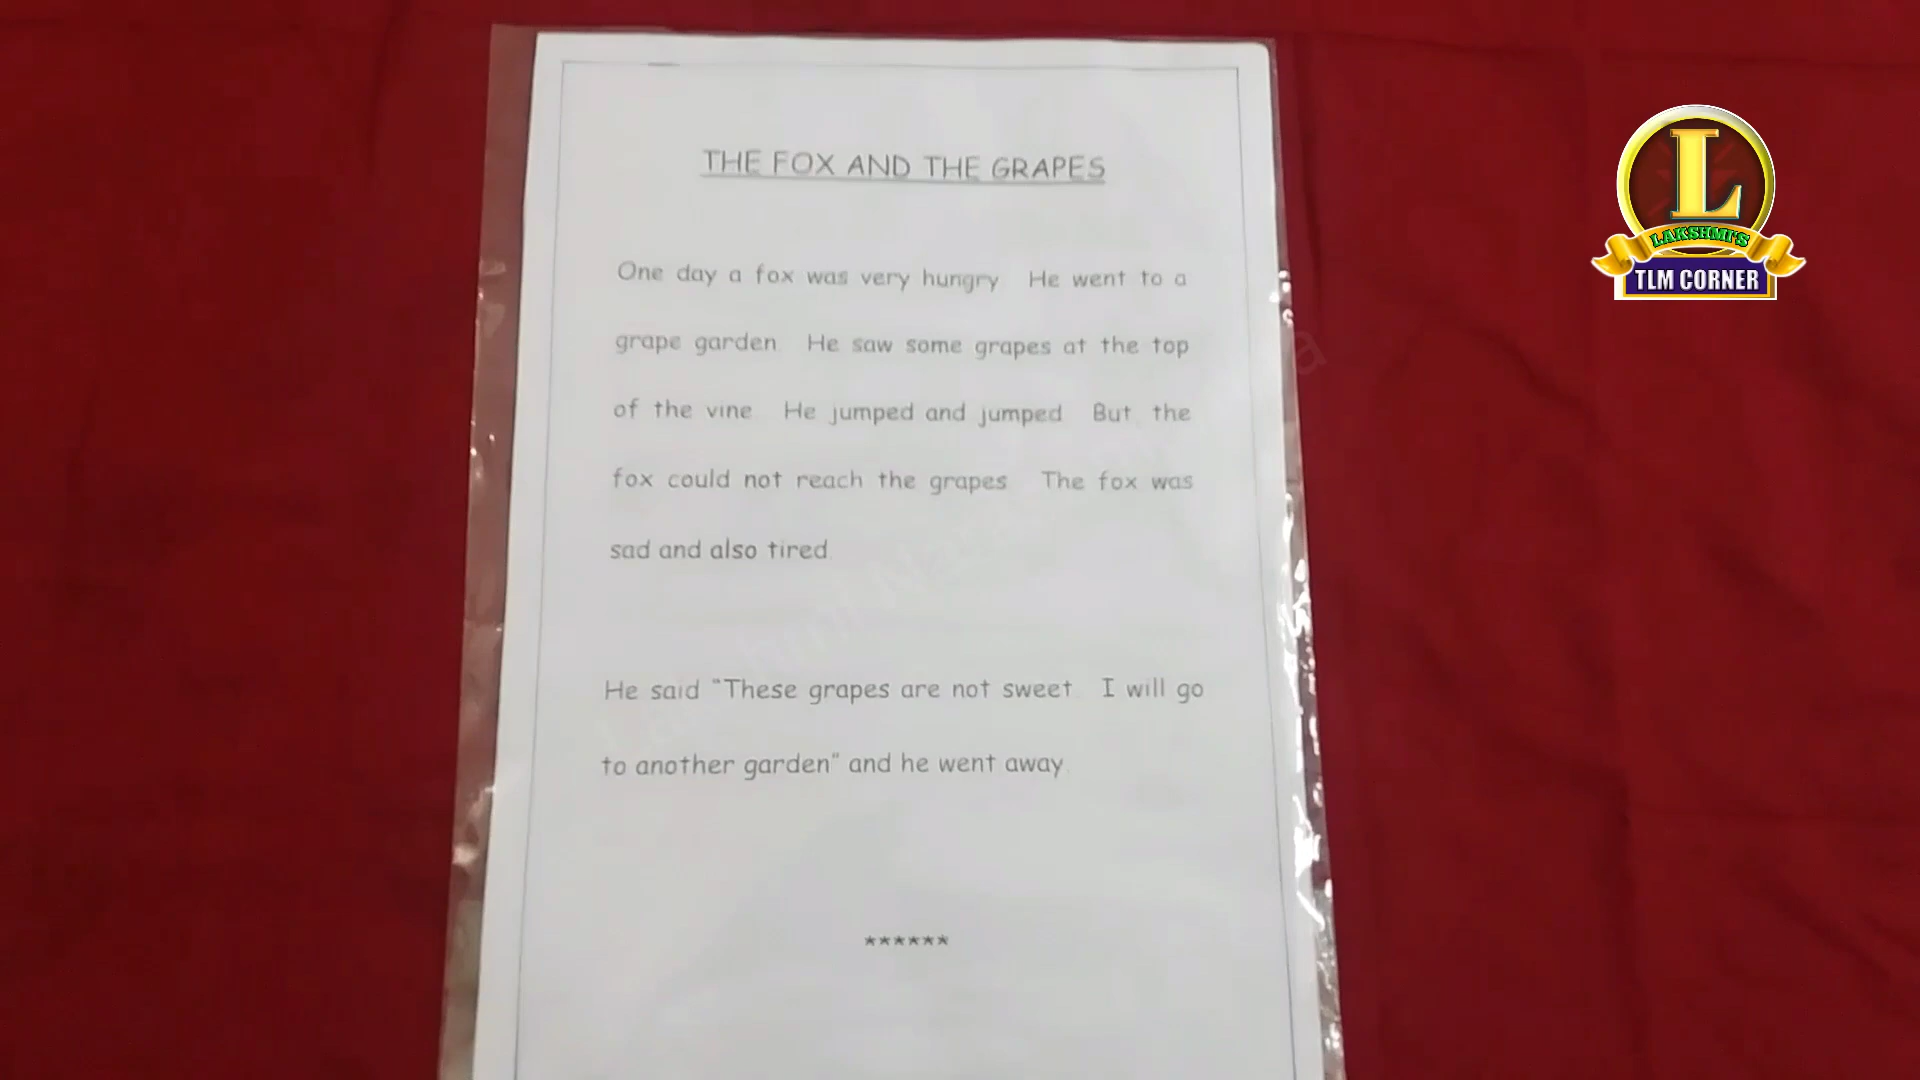 THE FOX AND THE GRAPES
One day a fox was very hungry He went to a
grape garden. He saw some grapes at the top
of the vine He jumped and jumped But the
fox could not reach the grapes The fox was
sad and also tired.
He said "These grapes are not sweet. I will go
to another garden" and he went away.
******
L
LAKSHMI'S
TLM CORNER